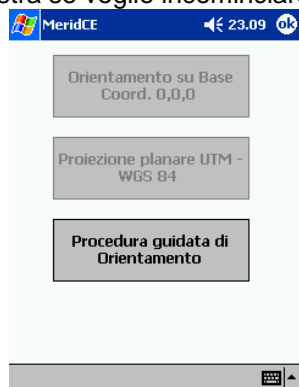 MeridCE 23.09 ok
Orientamento su Base
Coord. 0,0,0
Proiezione planare UTM -
WGS 84
Procedura guidata di
Orientamento